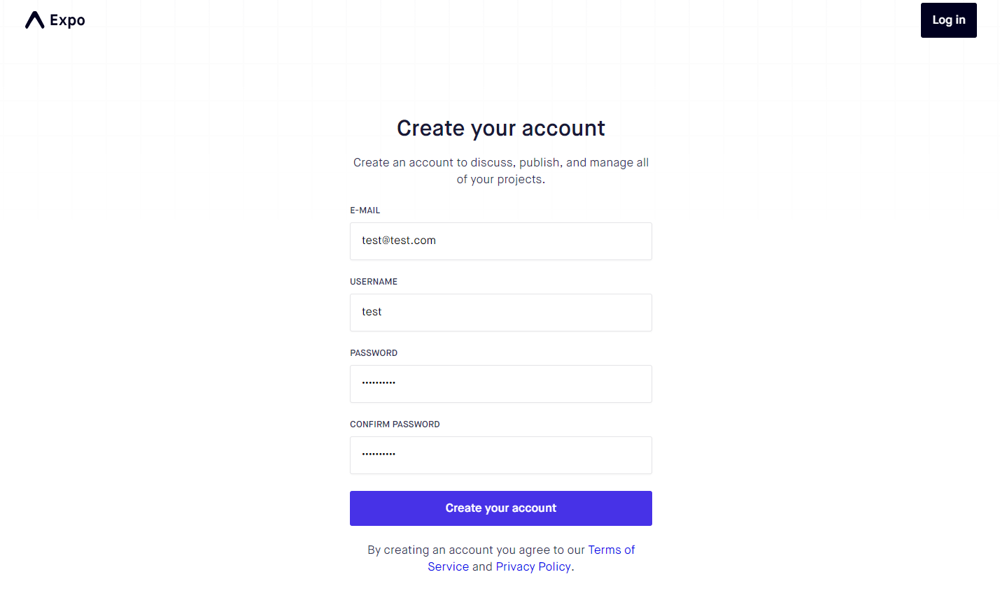 Expo
Log in
Create your account
Create an account to discuss, publish, and manage all
of your projects.
E-MAIL
test@test.com
USERNAME
test
PASSWORD
••••••••••
CONFIRM PASSWORD
••••••••••
Create your account
By creating an account you agree to our Terms of
Service and Privacy Policy.